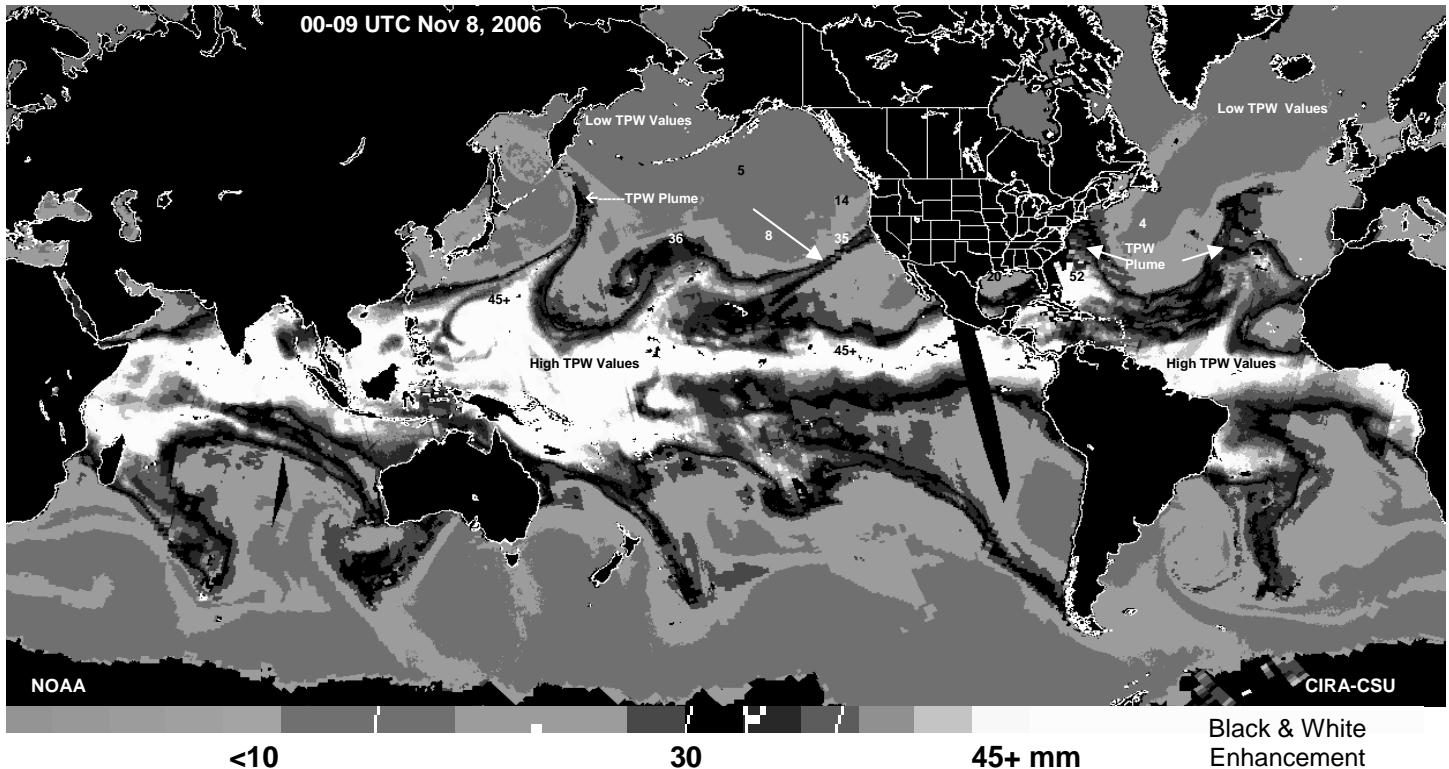 00-09 UTC Nov 8, 2006
Low TPW Values
Low TPW Values
5
<------TPW Plume
14
36
8
35
4
TPW
Plume
20
52
45+
45+
High TPW Values
High TPW Values
NOAA
CIRA-CSU
<10
30
45+ mm
Black & White
Enhancement